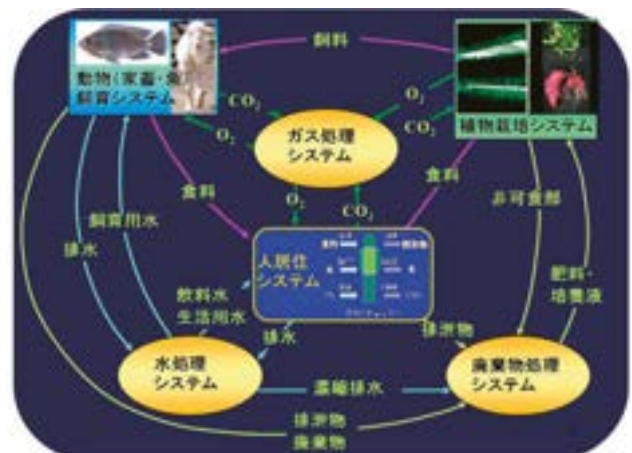 飼料
動物(家畜・魚)
飼育システム
CO2
O2
O2
CO2
植物栽培システム
ガス処理
システム
食料
O2
CO2
食料
非可食部
飼育用水
排水
人居住
システム
飲料水
生活用水
排水
排泄物
肥料・
培養液
水処理
システム
濃縮排水
廃棄物処理
システム
排泄物
廃棄物